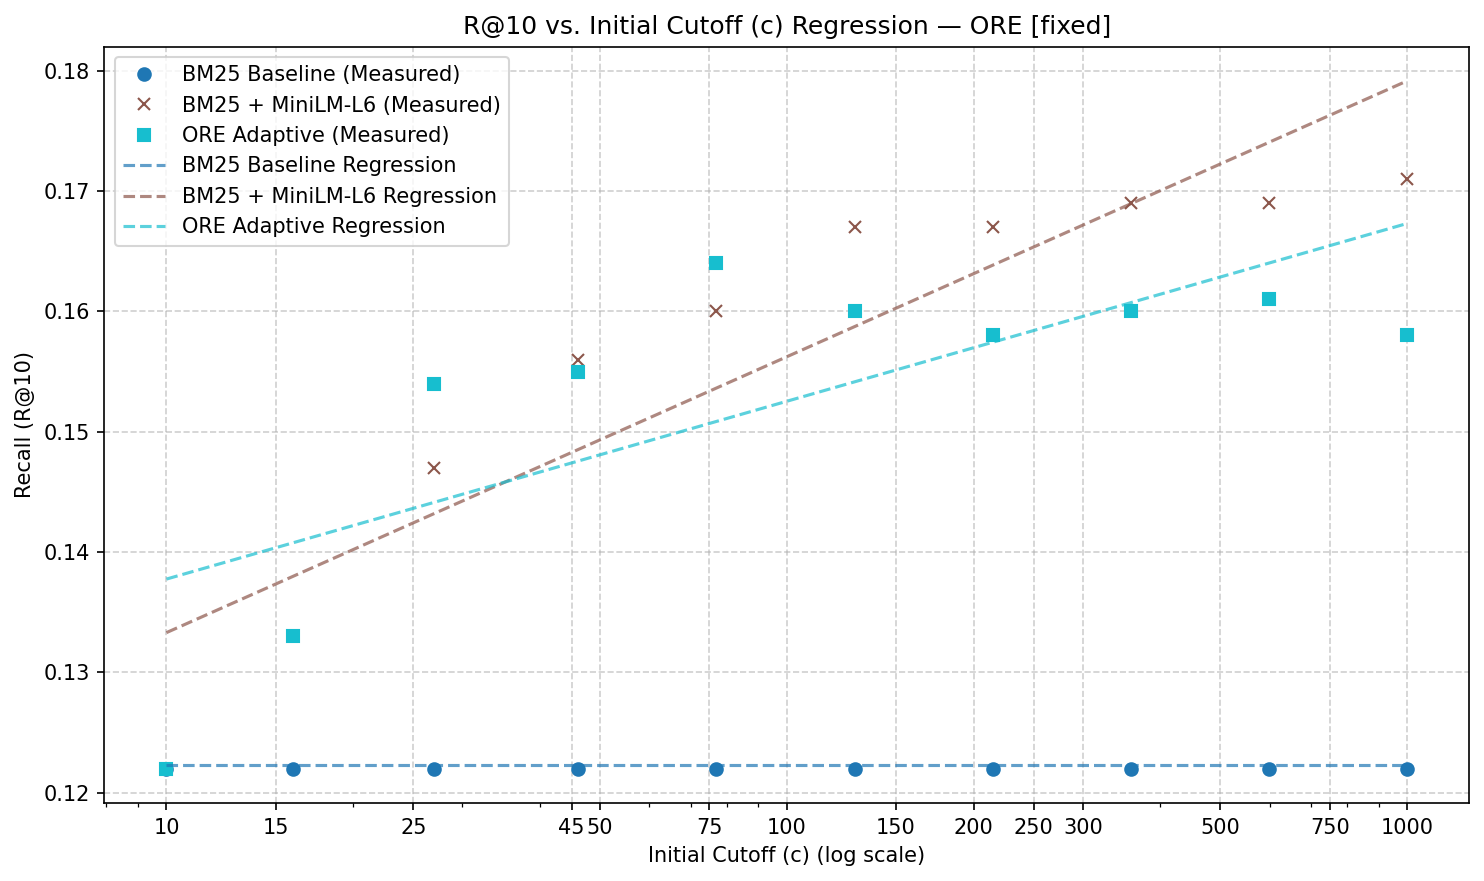 R@10 vs. Initial Cutoff (c) Regression — ORE [fixed]
BM25 Baseline (Measured)
BM25 + MiniLM-L6 (Measured)
ORE Adaptive (Measured)
BM25 Baseline Regression
BM25 + MiniLM-L6 Regression
ORE Adaptive Regression
Recall (R@10)
0.18
0.17
0.16
0.15
0.14
0.13
0.12
10 15 25 45 50 75 100 150 200 250 300 500 750 1000
Initial Cutoff (c) (log scale)